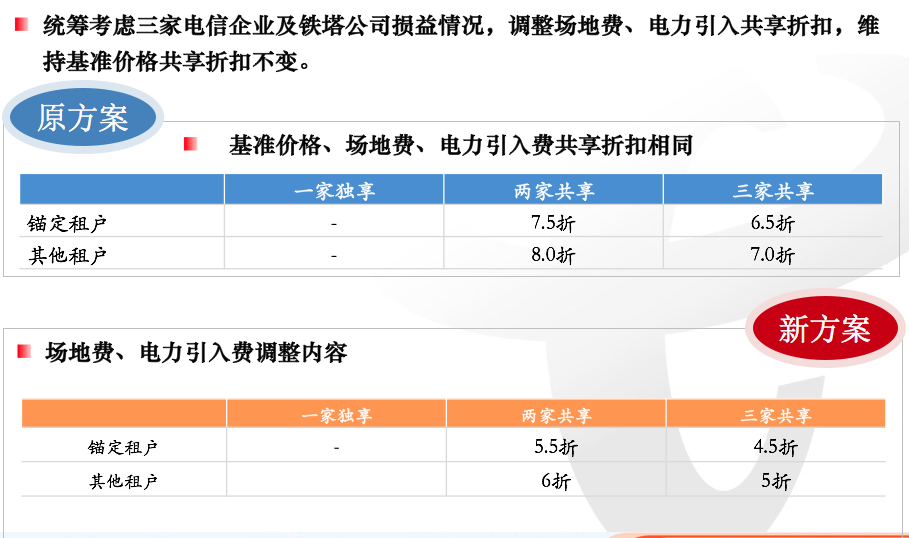 统筹考虑三家电信企业及铁塔公司损益情况，调整场地费、电力引入共享折扣，维
持基准价格共享折扣不变。
原方案
基准价格、场地费、电力引入费共享折扣相同
一家独享 两家共享 三家共享
锚定租户 - 7.5折 6.5折
其他租户 - 8.0折 7.0折
新方案
场地费、电力引入费调整内容
一家独享 两家共享 三家共享
锚定租户 - 5.5折 4.5折
其他租户 6折 5折